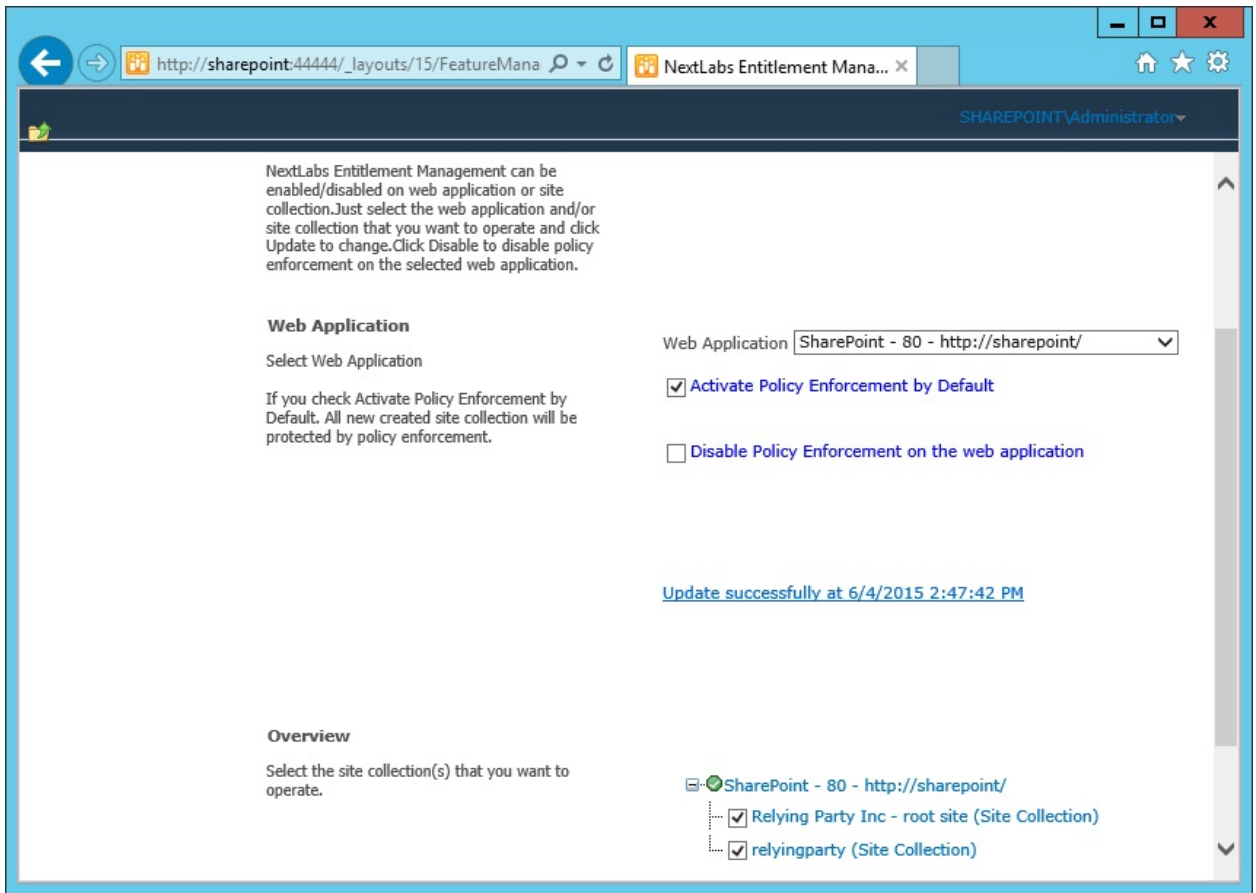 http://sharepoint:44444/_layouts/15/FeatureMana
NextLabs Entitlement Mana...
SHAREPOINT\Administrator
NextLabs Entitlement Management can be
enabled/disabled on web application or site
collection.Just select the web application and/or
site collection that you want to operate and click
Update to change.Click Disable to disable policy
enforcement on the selected web application.
Web Application
Select Web Application
If you check Activate Policy Enforcement by
Default. All new created site collection will be
protected by policy enforcement.
Web Application SharePoint - 80 - http://sharepoint/
Activate Policy Enforcement by Default
Disable Policy Enforcement on the web application
Update successfully at 6/4/2015 2:47:42 PM
Overview
Select the site collection(s) that you want to
operate.
SharePoint - 80 - http://sharepoint/
Relying Party Inc - root site (Site Collection)
relyingparty (Site Collection)